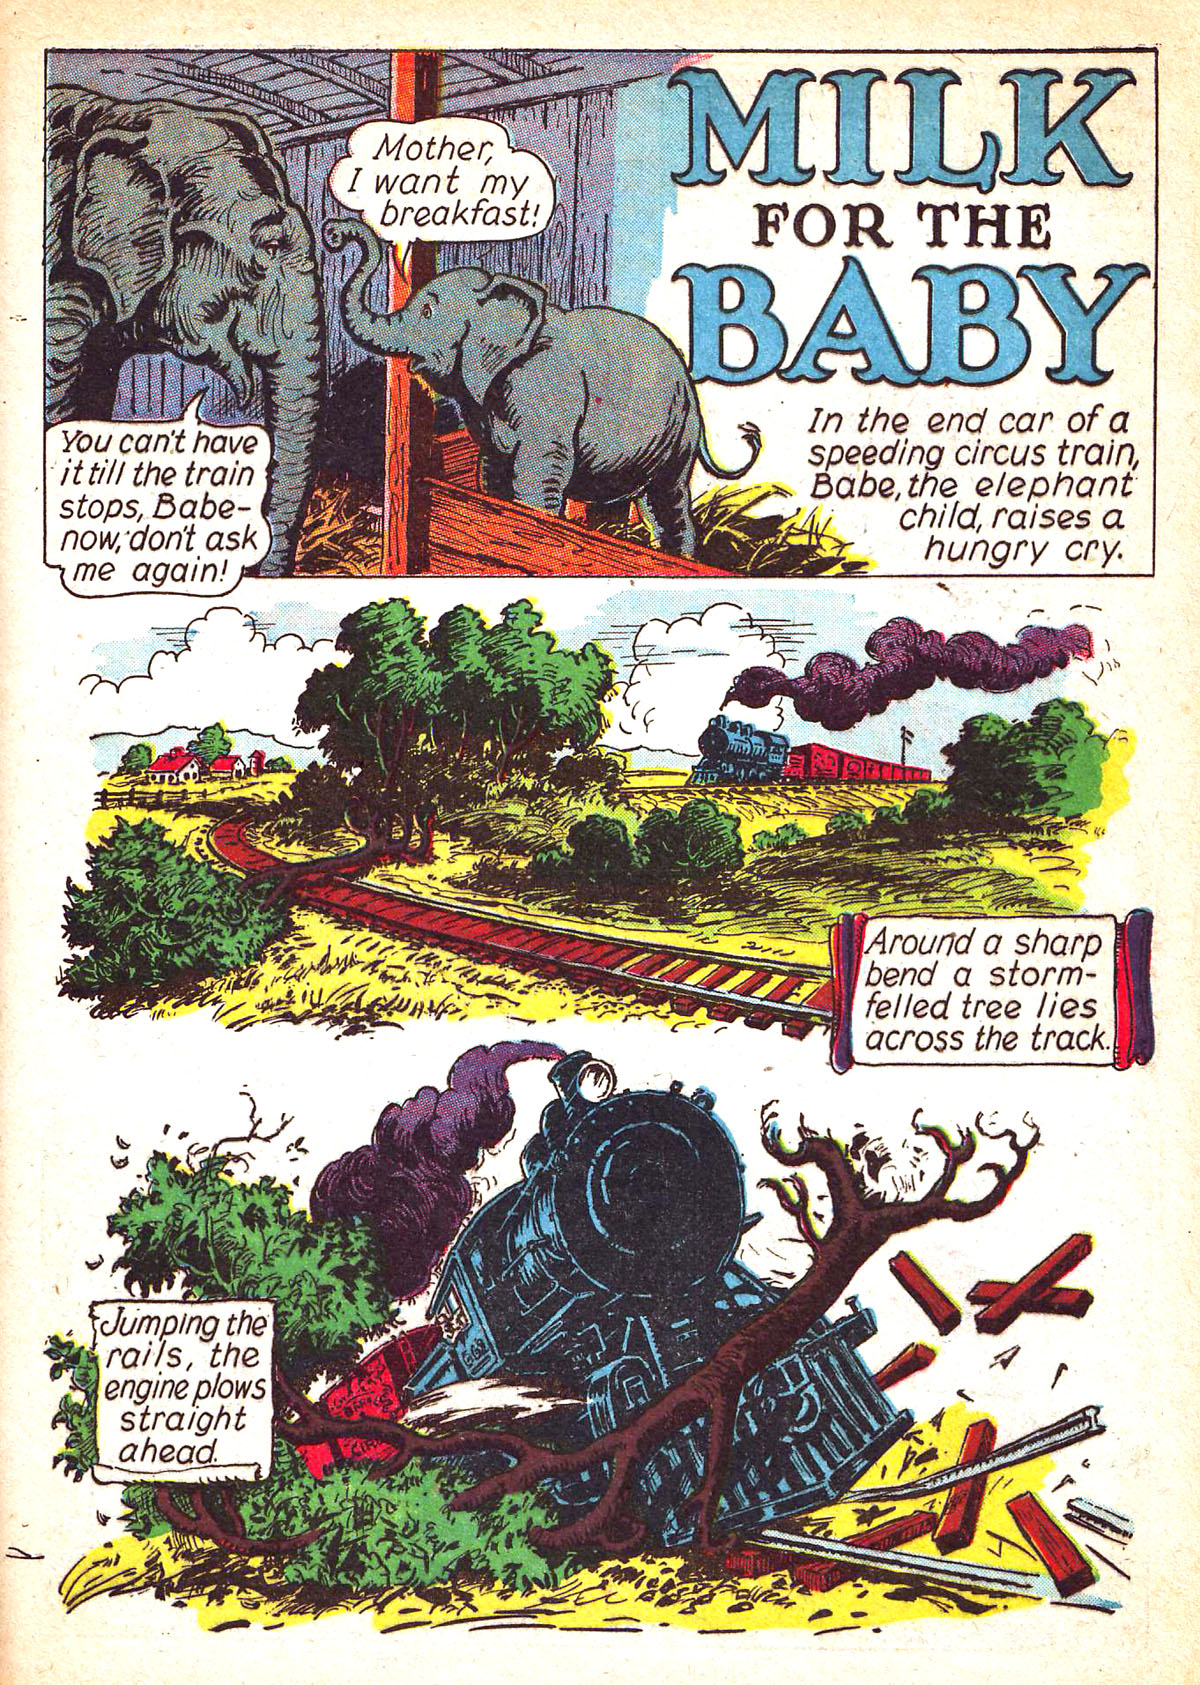 MILK
FOR THE
BABY
Mother,
I want my
breakfast!
You can't have
it till the train
stops, Babe-
now, don't ask
me again!
In the end car of a
speeding circus train,
Babe, the elephant
child, raises a
hungry cry.
Around a sharp
bend a storm-
felled tree lies
across the track.
Jumping the
rails, the
engine plows
straight
ahead.